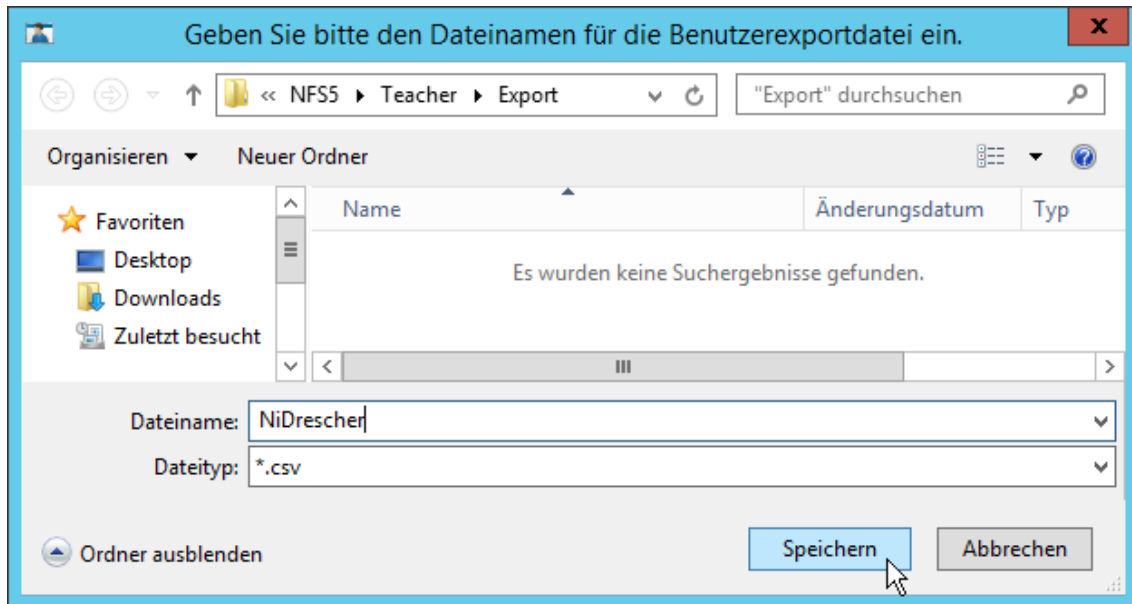 Geben Sie bitte den Dateinamen für die Benutzerexportdatei ein. x
« NFS5 Teacher Export "Export" durchsuchen
Organisieren Neuer Ordner
Name Änderungsdatum Typ
Favoriten
Es wurden keine Suchergebnisse gefunden.
Desktop
Downloads
Zuletzt besucht
Dateiname: NiDrescher
Dateityp: *.csv
Ordner ausblenden Speichern Abbrechen